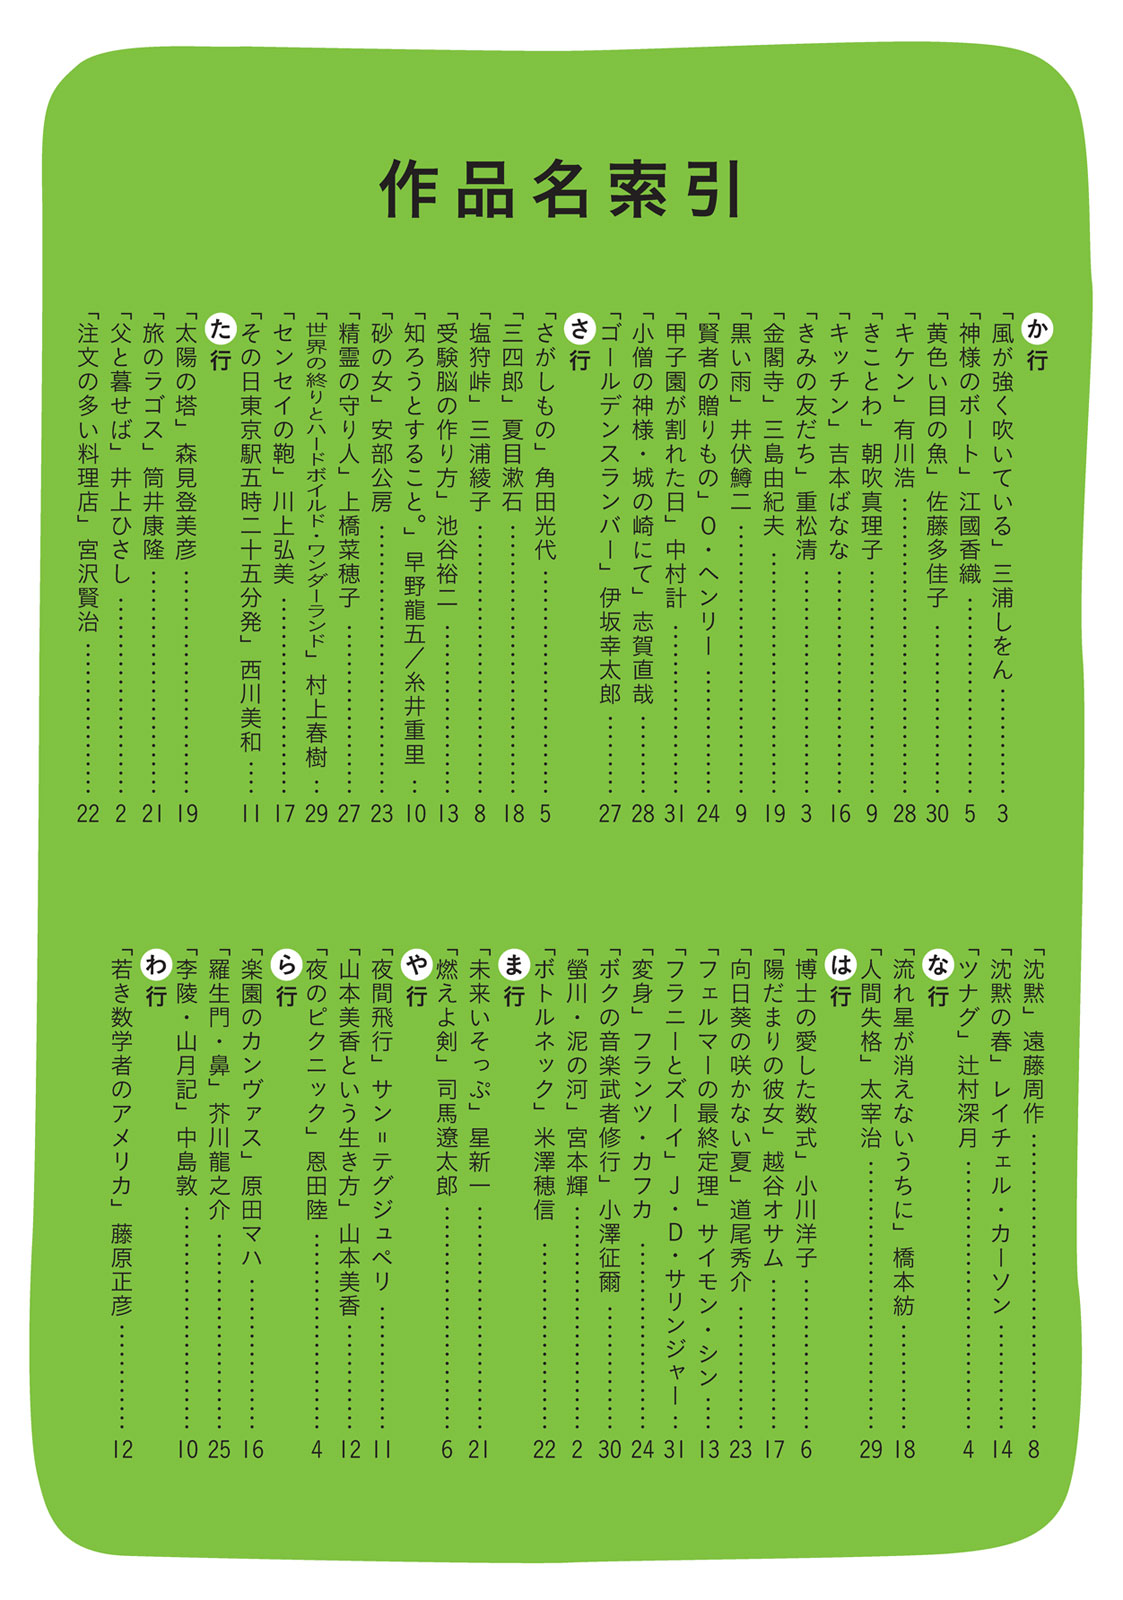 作品名索引
か行
「風が強く吹いている」三浦しをん…………3
「神様のボート」江國香織…………5
「黄色い目の魚」佐藤多佳子…………30
「キケン」有川浩…………28
「きことわ」朝吹真理子…………9
「キッチン」吉本ばなな…………16
「きみの友だち」重松清…………3
「金閣寺」三島由紀夫…………19
「黒い雨」井伏鱒二…………9
「賢者の贈りもの」O・ヘンリー…………24
「甲子園が割れた日」中村計…………31
「小僧の神様・城の崎にて」志賀直哉…………28
「ゴールデンスランバー」伊坂幸太郎…………27
さ行
「さがしもの」角田光代…………5
「三四郎」夏目漱石…………18
「塩狩峠」三浦綾子…………8
「受験脳の作り方」池谷裕二…………13
「知ろうとすること。」早野龍五／糸井重里…10
「砂の女」安部公房…………23
「精霊の守り人」上橋菜穂子…………27
「世界の終りとハードボイルド・ワンダーランド」村上春樹…29
「センセイの鞄」川上弘美…………17
「その日東京駅五時二十五分発」西川美和…11
た行
「太陽の塔」森見登美彦…………19
「旅のラゴス」筒井康隆…………21
「父と暮せば」井上ひさし…………2
「注文の多い料理店」宮沢賢治…………22
「沈黙」遠藤周作…………8
「沈黙の春」レイチェル・カーソン…………14
「ツナグ」辻村深月…………4
な行
「流れ星が消えないうちに」橋本紡…………18
「人間失格」太宰治…………29
は行
「博士の愛した数式」小川洋子…………6
「陽だまりの彼女」越谷オサム…………17
「向日葵の咲かない夏」道尾秀介…………23
「フェルマーの最終定理」サイモン・シン…13
「フラニーとズーイ」J・D・サリンジャー…31
「変身」フランツ・カフカ…………24
「ボクの音楽武者修行」小澤征爾…………30
「螢川・泥の河」宮本輝…………2
「ボトルネック」米澤穂信…………22
ま行
「未来いそっぷ」星新一…………21
「燃えよ剣」司馬遼太郎…………6
や行
「夜間飛行」サン＝テグジュペリ…………11
「山本美香という生き方」山本美香…………12
「夜のピクニック」恩田陸…………4
ら行
「楽園のカンヴァス」原田マハ…………16
「羅生門・鼻」芥川龍之介…………25
「李陵・山月記」中島敦…………10
わ行
「若き数学者のアメリカ」藤原正彦…………12